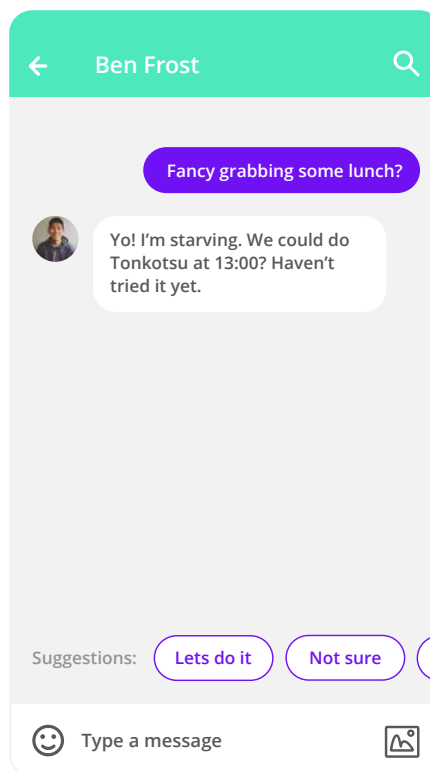 Ben Frost
Fancy grabbing some lunch?
Yo! I’m starving. We could do
Tonkotsu at 13:00? Haven’t
tried it yet.
Suggestions: Lets do it Not sure
Type a message